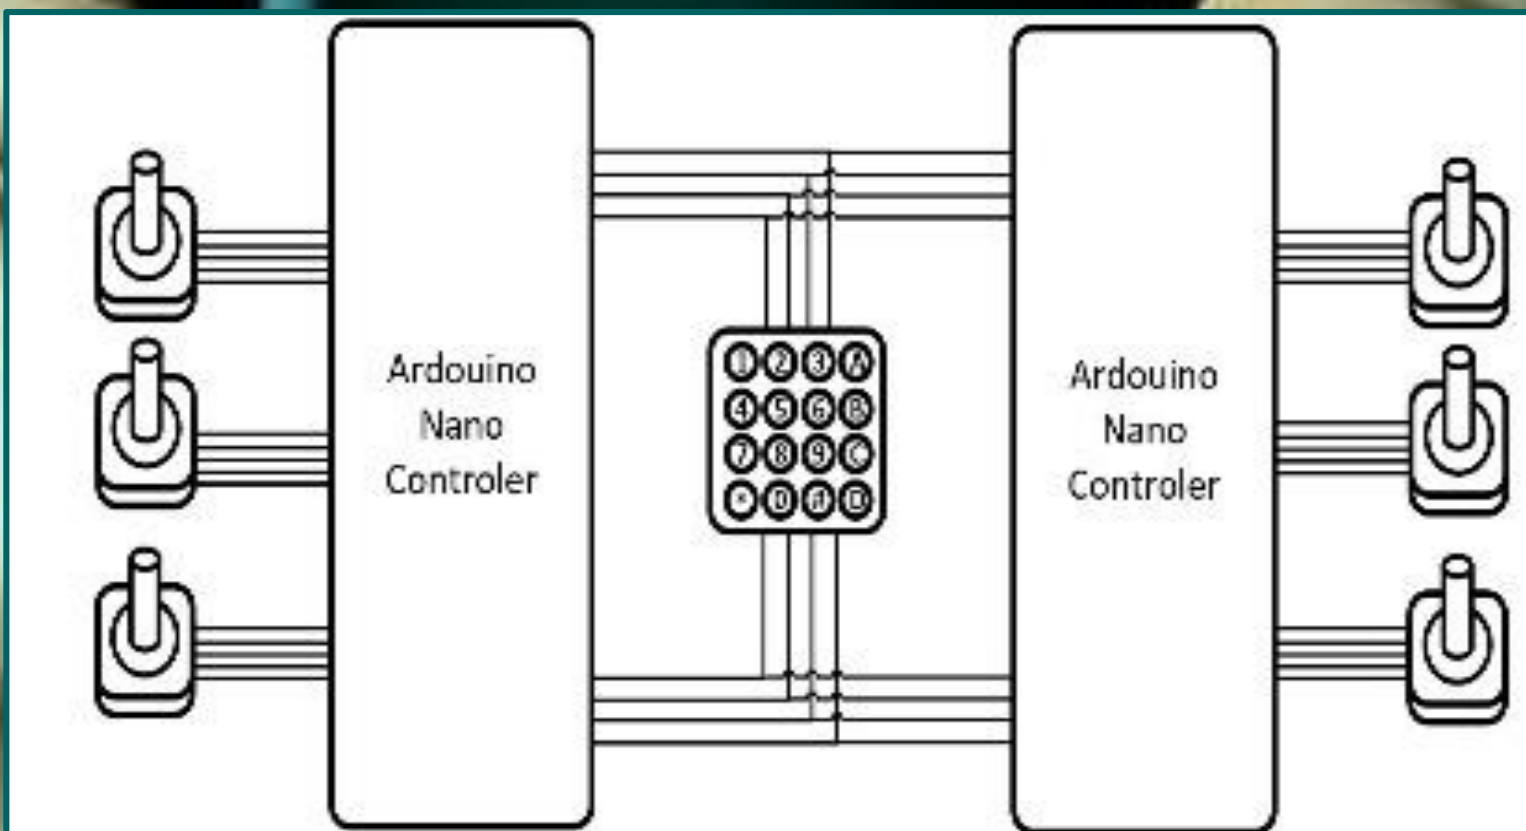 Ardouino
Nano
Controler
1 2 3 A
4 5 6 B
7 8 9 C
* 0 # D
Ardouino
Nano
Controler